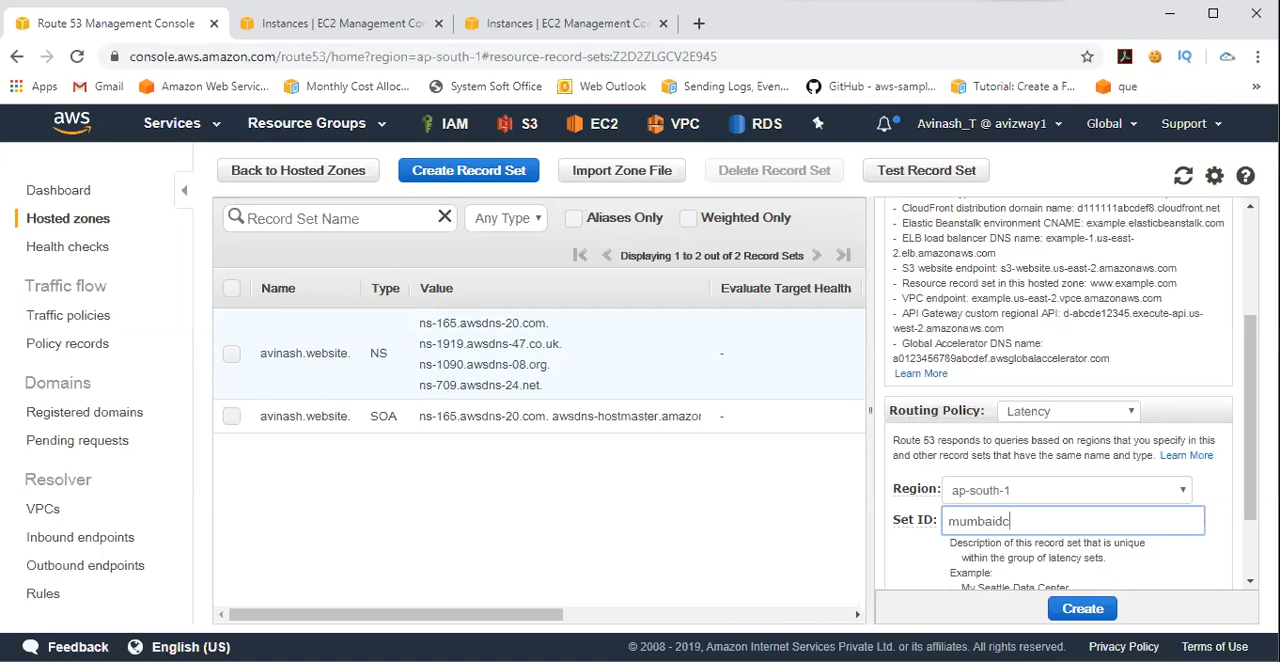 Route 53 Management Console
Instances | EC2 Management Co
Instances | EC2 Management Co
console.aws.amazon.com/route53/home?region=ap-south-1#resource-record-sets:Z2D2ZLGCV2E945
Apps
Gmail
Amazon Web Servic...
Monthly Cost Alloc...
System Soft Office
Web Outlook
Sending Logs, Even...
GitHub - aws-sampl...
Tutorial: Create a F...
que
aws
Services
Resource Groups
IAM
S3
EC2
VPC
RDS
Avinash_T @ avizway1
Global
Support
Dashboard
Hosted zones
Health checks
Traffic flow
Traffic policies
Policy records
Domains
Registered domains
Pending requests
Resolver
VPCs
Inbound endpoints
Outbound endpoints
Rules
Back to Hosted Zones
Create Record Set
Import Zone File
Delete Record Set
Test Record Set
Record Set Name
Any Type
Aliases Only
Weighted Only
Displaying 1 to 2 out of 2 Record Sets
Name Type Value Evaluate Target Health
avinash.website. NS
ns-165.awsdns-20.com.
ns-1919.awsdns-47.co.uk.
ns-1090.awsdns-08.org.
ns-709.awsdns-24.net.
-
avinash.website. SOA ns-165.awsdns-20.com. awsdns-hostmaster.amazor -
- CloudFront distribution domain name: d111111abcdef8.cloudfront.net
- Elastic Beanstalk environment CNAME: example.elasticbeanstalk.com
- ELB load balancer DNS name: example-1.us-east-
2.elb.amazonaws.com
- S3 website endpoint: s3-website.us-east-2.amazonaws.com
- Resource record set in this hosted zone: www.example.com
- VPC endpoint: example.us-east-2.vpce.amazonaws.com
- API Gateway custom regional API: d-abcde12345.execute-api.us-
west-2.amazonaws.com
- Global Accelerator DNS name:
a0123456789abcdef.awsglobalaccelerator.com
Learn More
Routing Policy: Latency
Route 53 responds to queries based on regions that you specify in this
and other record sets that have the same name and type. Learn More
Region: ap-south-1
Set ID: mumbaidc
Description of this record set that is unique
within the group of latency sets.
Example:
My Seattle Data Center
Create
Feedback
English (US)
© 2008 - 2019, Amazon Internet Services Private Ltd. or its affiliates. All rights reserved.
Privacy Policy
Terms of Use